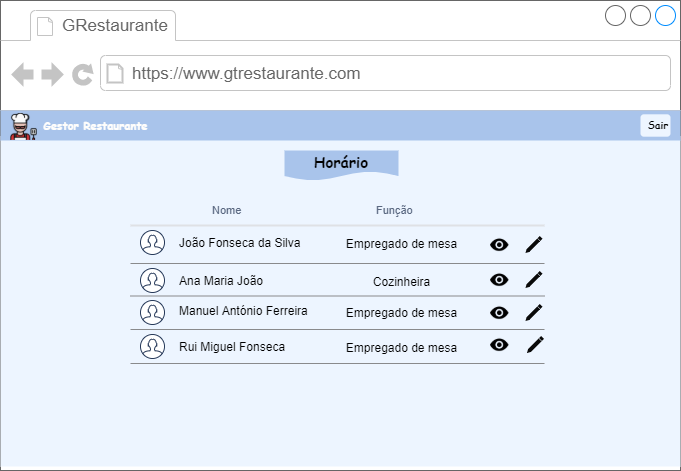 GRestaurante
https://www.gtrestaurante.com
Gestor Restaurante
Sair
Horário
Nome Função
João Fonseca da Silva Empregado de mesa
Ana Maria João Cozinheira
Manuel António Ferreira Empregado de mesa
Rui Miguel Fonseca Empregado de mesa